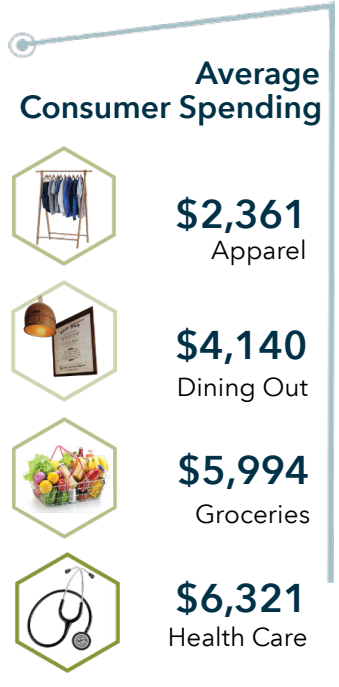 Average
Consumer Spending
$2,361
Apparel
$4,140
Dining Out
$5,994
Groceries
$6,321
Health Care